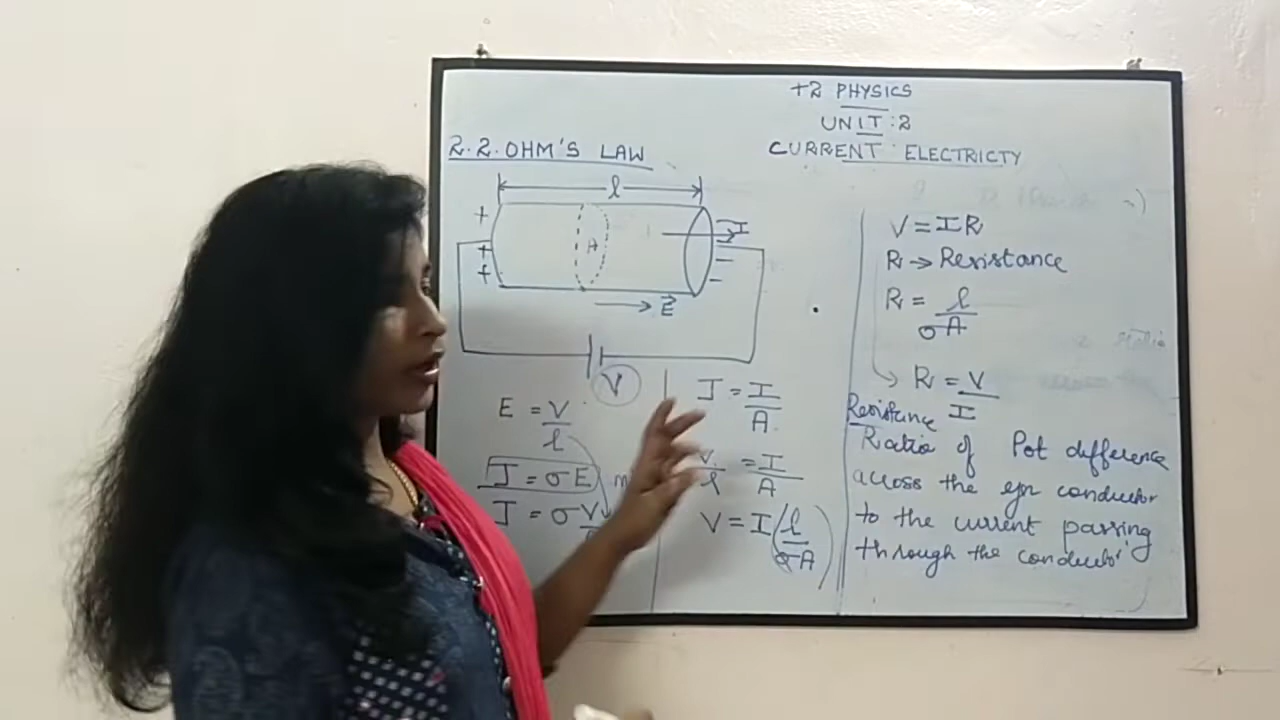 +2 PHYSICS
UNIT:2
CURRENT ELECTRICTY
2.2. OHM'S LAW
l
+
A
I
+
+
E
V
E = V/l
J = σE
J = σ V
J = I/A
V/l = I/A
V = I(l/σA)
V = IR
R → Resistance
R = l/σA
R = V/I
Resistance
Ratio of Pot difference
across the conductor
to the current passing
through the conductor